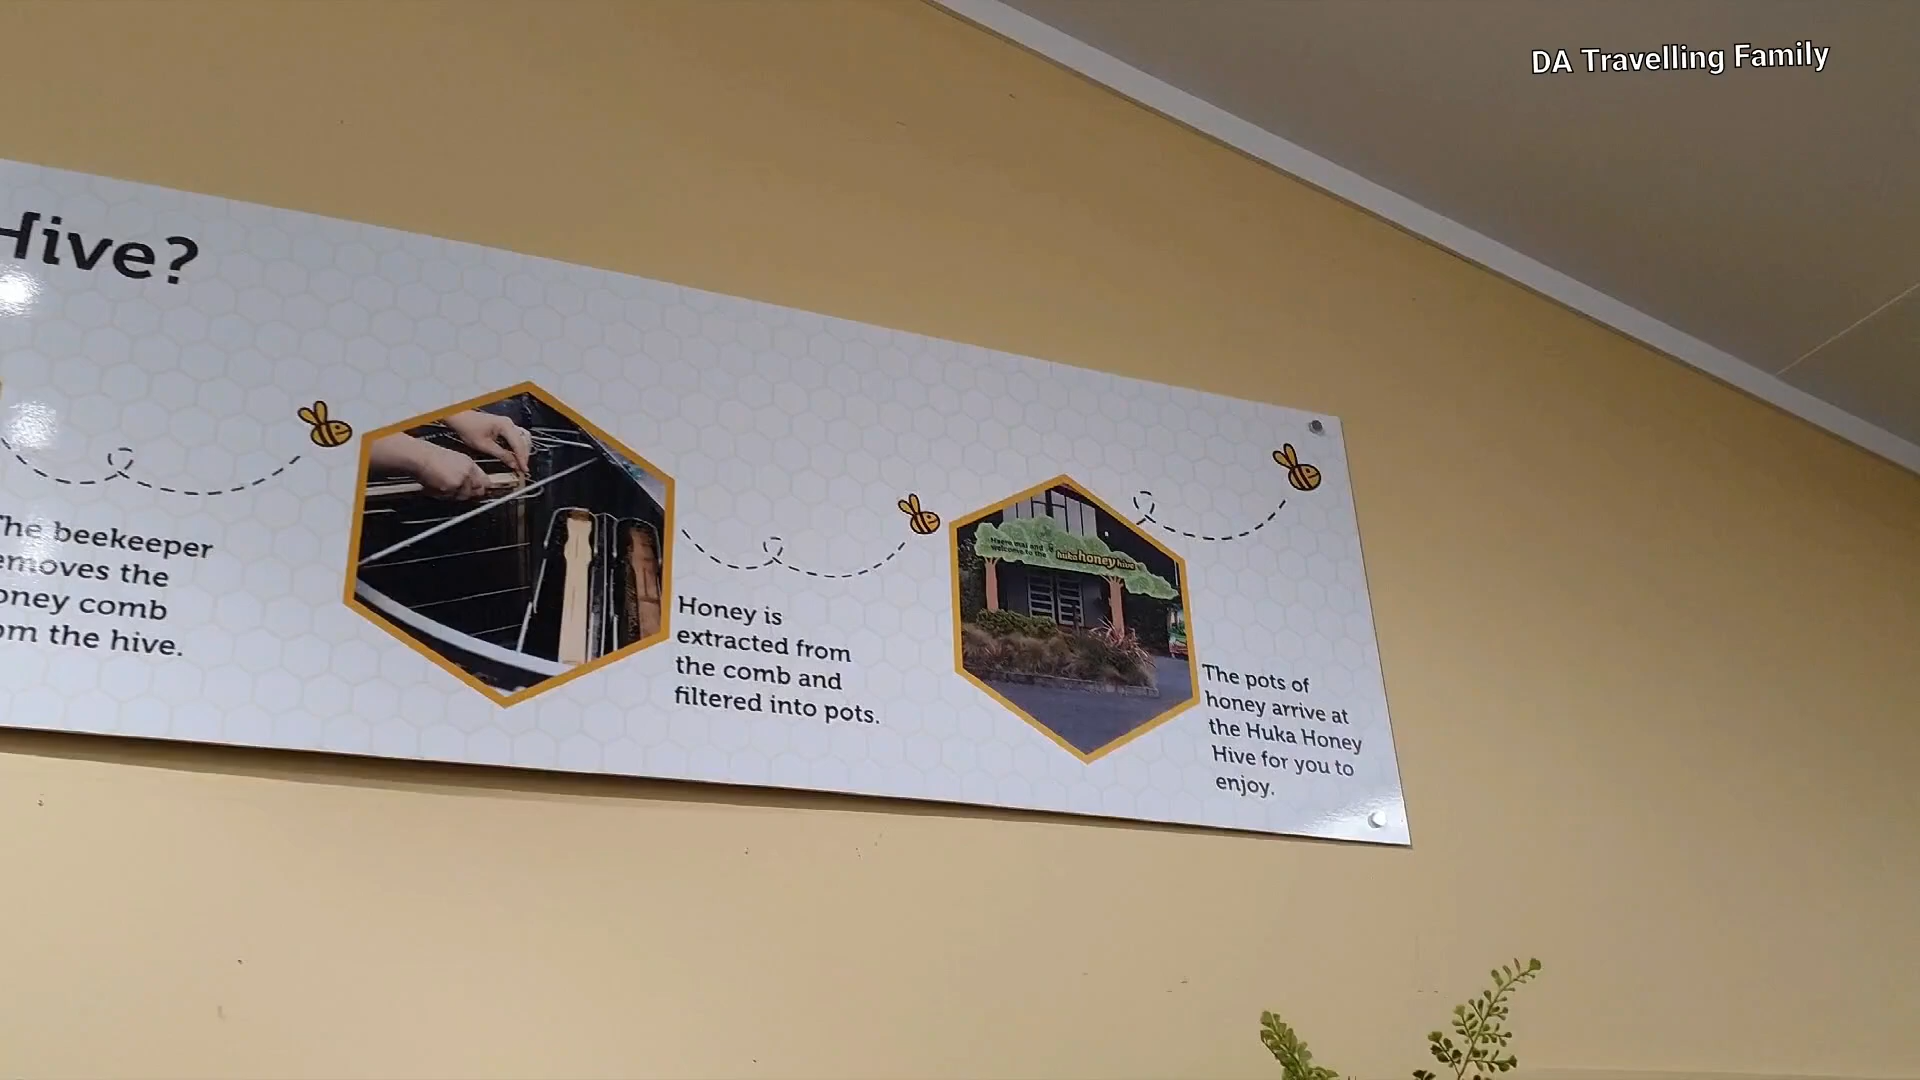 DA Travelling Family
Hive?
The beekeeper
removes the
honey comb
from the hive.
Honey is
extracted from
the comb and
filtered into pots.
Haere mai and
welcome to the
huka honey hive
The pots of
honey arrive at
the Huka Honey
Hive for you to
enjoy.